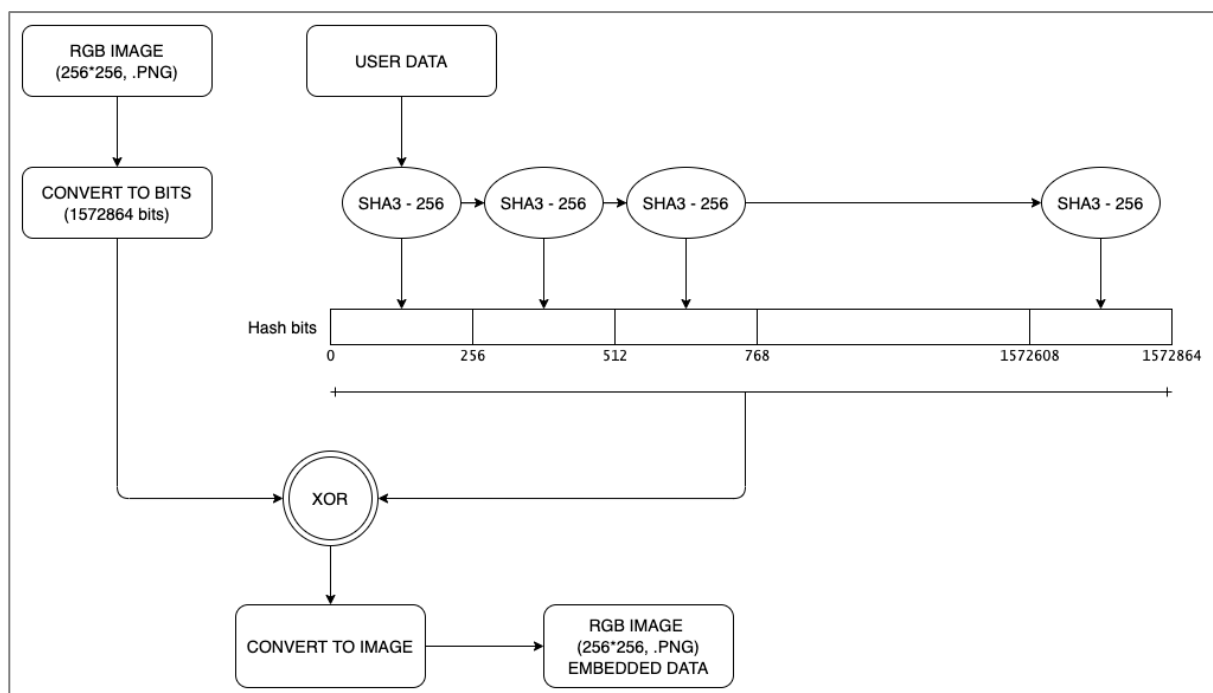 RGB IMAGE
(256*256, .PNG)
USER DATA
CONVERT TO BITS
(1572864 bits)
SHA3 - 256
SHA3 - 256
SHA3 - 256
SHA3 - 256
Hash bits
0
256
512
768
1572608
1572864
XOR
CONVERT TO IMAGE
RGB IMAGE
(256*256, .PNG)
EMBEDDED DATA